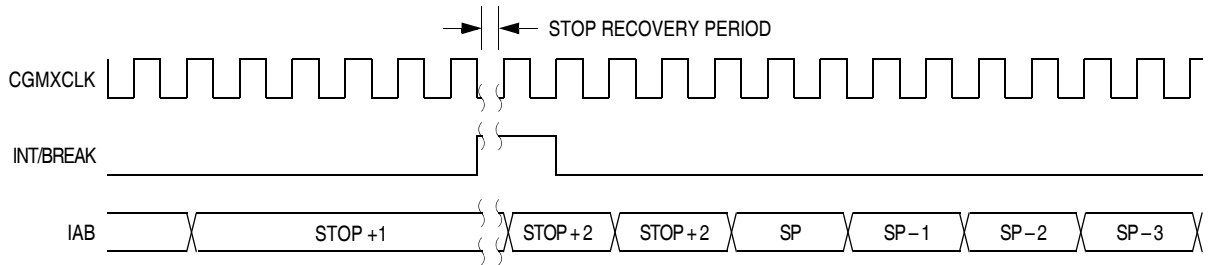 STOP RECOVERY PERIOD
CGMXCLK
INT/BREAK
IAB STOP +1 STOP + 2 STOP + 2 SP SP – 1 SP – 2 SP – 3